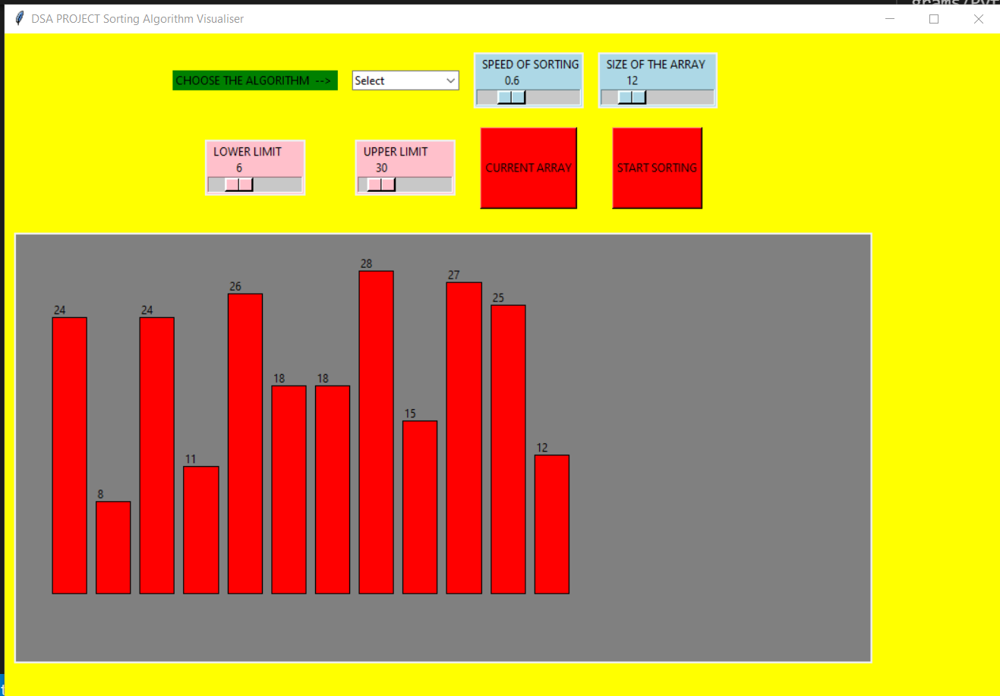 DSA PROJECT Sorting Algorithm Visualiser
CHOOSE THE ALGORITHM -->
Select
SPEED OF SORTING
0.6
SIZE OF THE ARRAY
12
LOWER LIMIT
6
UPPER LIMIT
30
CURRENT ARRAY
START SORTING
24
8
24
11
26
18
18
28
15
27
25
12